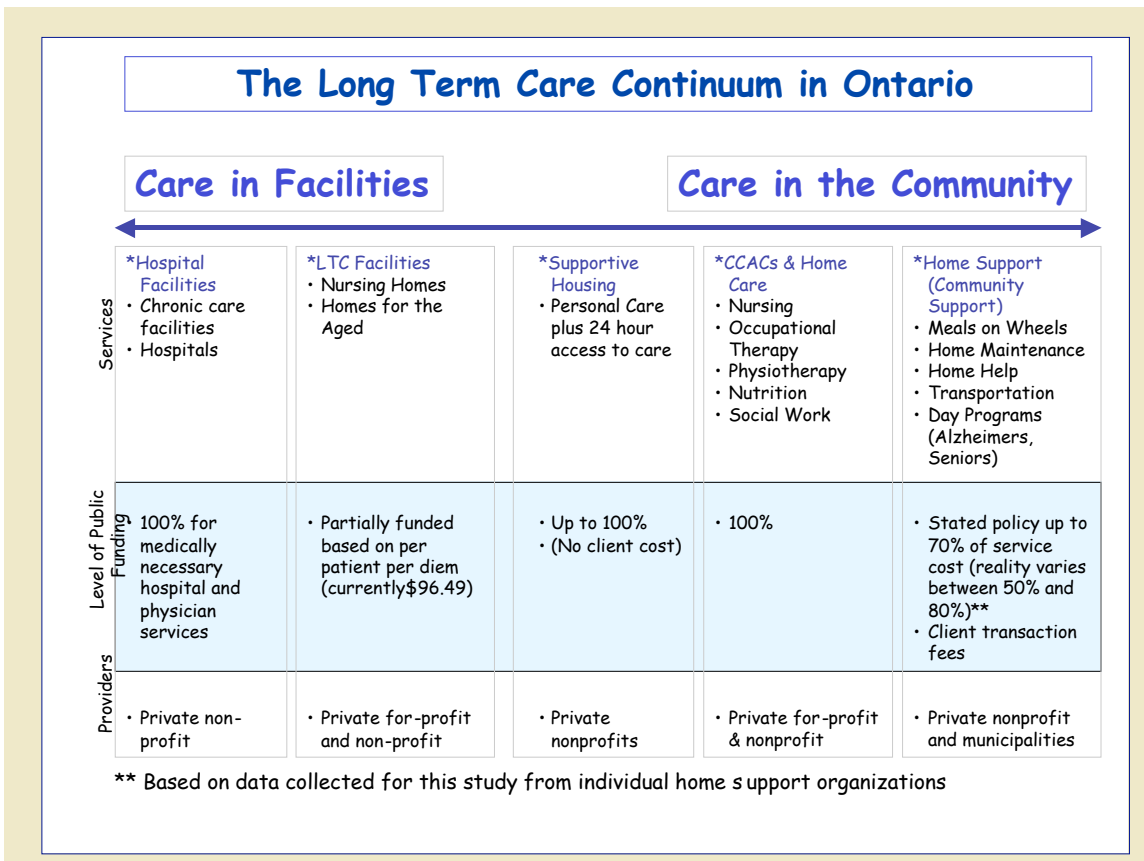 The Long Term Care Continuum in Ontario
Care in Facilities
Care in the Community
Services
*Hospital
Facilities
• Chronic care
facilities
• Hospitals
*LTC Facilities
• Nursing Homes
• Homes for the
Aged
*Supportive
Housing
• Personal Care
plus 24 hour
access to care
*CCACs & Home
Care
• Nursing
• Occupational
Therapy
• Physiotherapy
• Nutrition
• Social Work
*Home Support
(Community
Support)
• Meals on Wheels
• Home Maintenance
• Home Help
• Transportation
• Day Programs
(Alzheimers,
Seniors)
Level of Public
Funding
• 100% for
medically
necessary
hospital and
physician
services
• Partially funded
based on per
patient per diem
(currently$96.49)
• Up to 100%
• (No client cost)
• 100%
• Stated policy up to
70% of service
cost (reality varies
between 50% and
80%)**
• Client transaction
fees
Providers
• Private non-
profit
• Private for-profit
and non-profit
• Private
nonprofits
• Private for-profit
& nonprofit
• Private nonprofit
and municipalities
** Based on data collected for this study from individual home support organizations